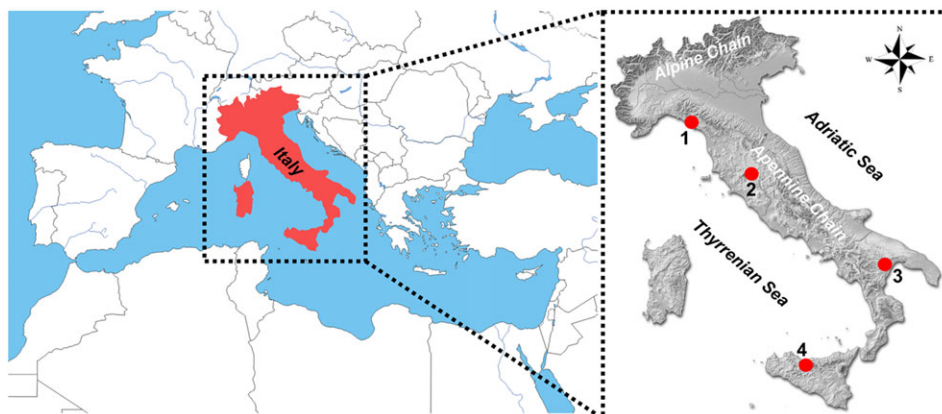 Italy
Alpine Chain
N
W
E
S
1
Adriatic Sea
Apennine Chain
2
Thyrrenian Sea
3
4